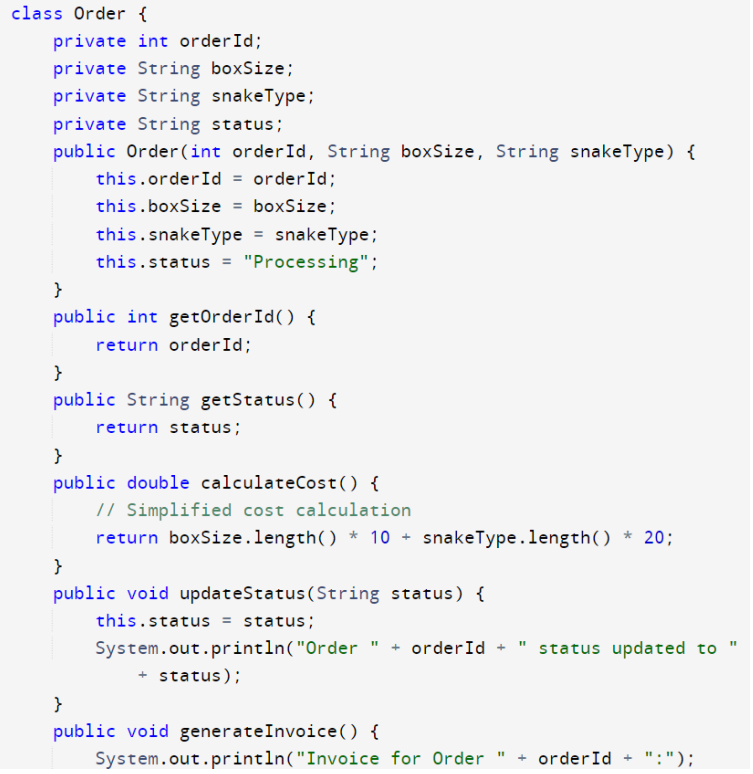 class Order {
    private int orderId;
    private String boxSize;
    private String snakeType;
    private String status;
    public Order(int orderId, String boxSize, String snakeType) {
        this.orderId = orderId;
        this.boxSize = boxSize;
        this.snakeType = snakeType;
        this.status = "Processing";
    }
    public int getOrderId() {
        return orderId;
    }
    public String getStatus() {
        return status;
    }
    public double calculateCost() {
        // Simplified cost calculation
        return boxSize.length() * 10 + snakeType.length() * 20;
    }
    public void updateStatus(String status) {
        this.status = status;
        System.out.println("Order " + orderId + " status updated to "
            + status);
    }
    public void generateInvoice() {
        System.out.println("Invoice for Order " + orderId + ":");